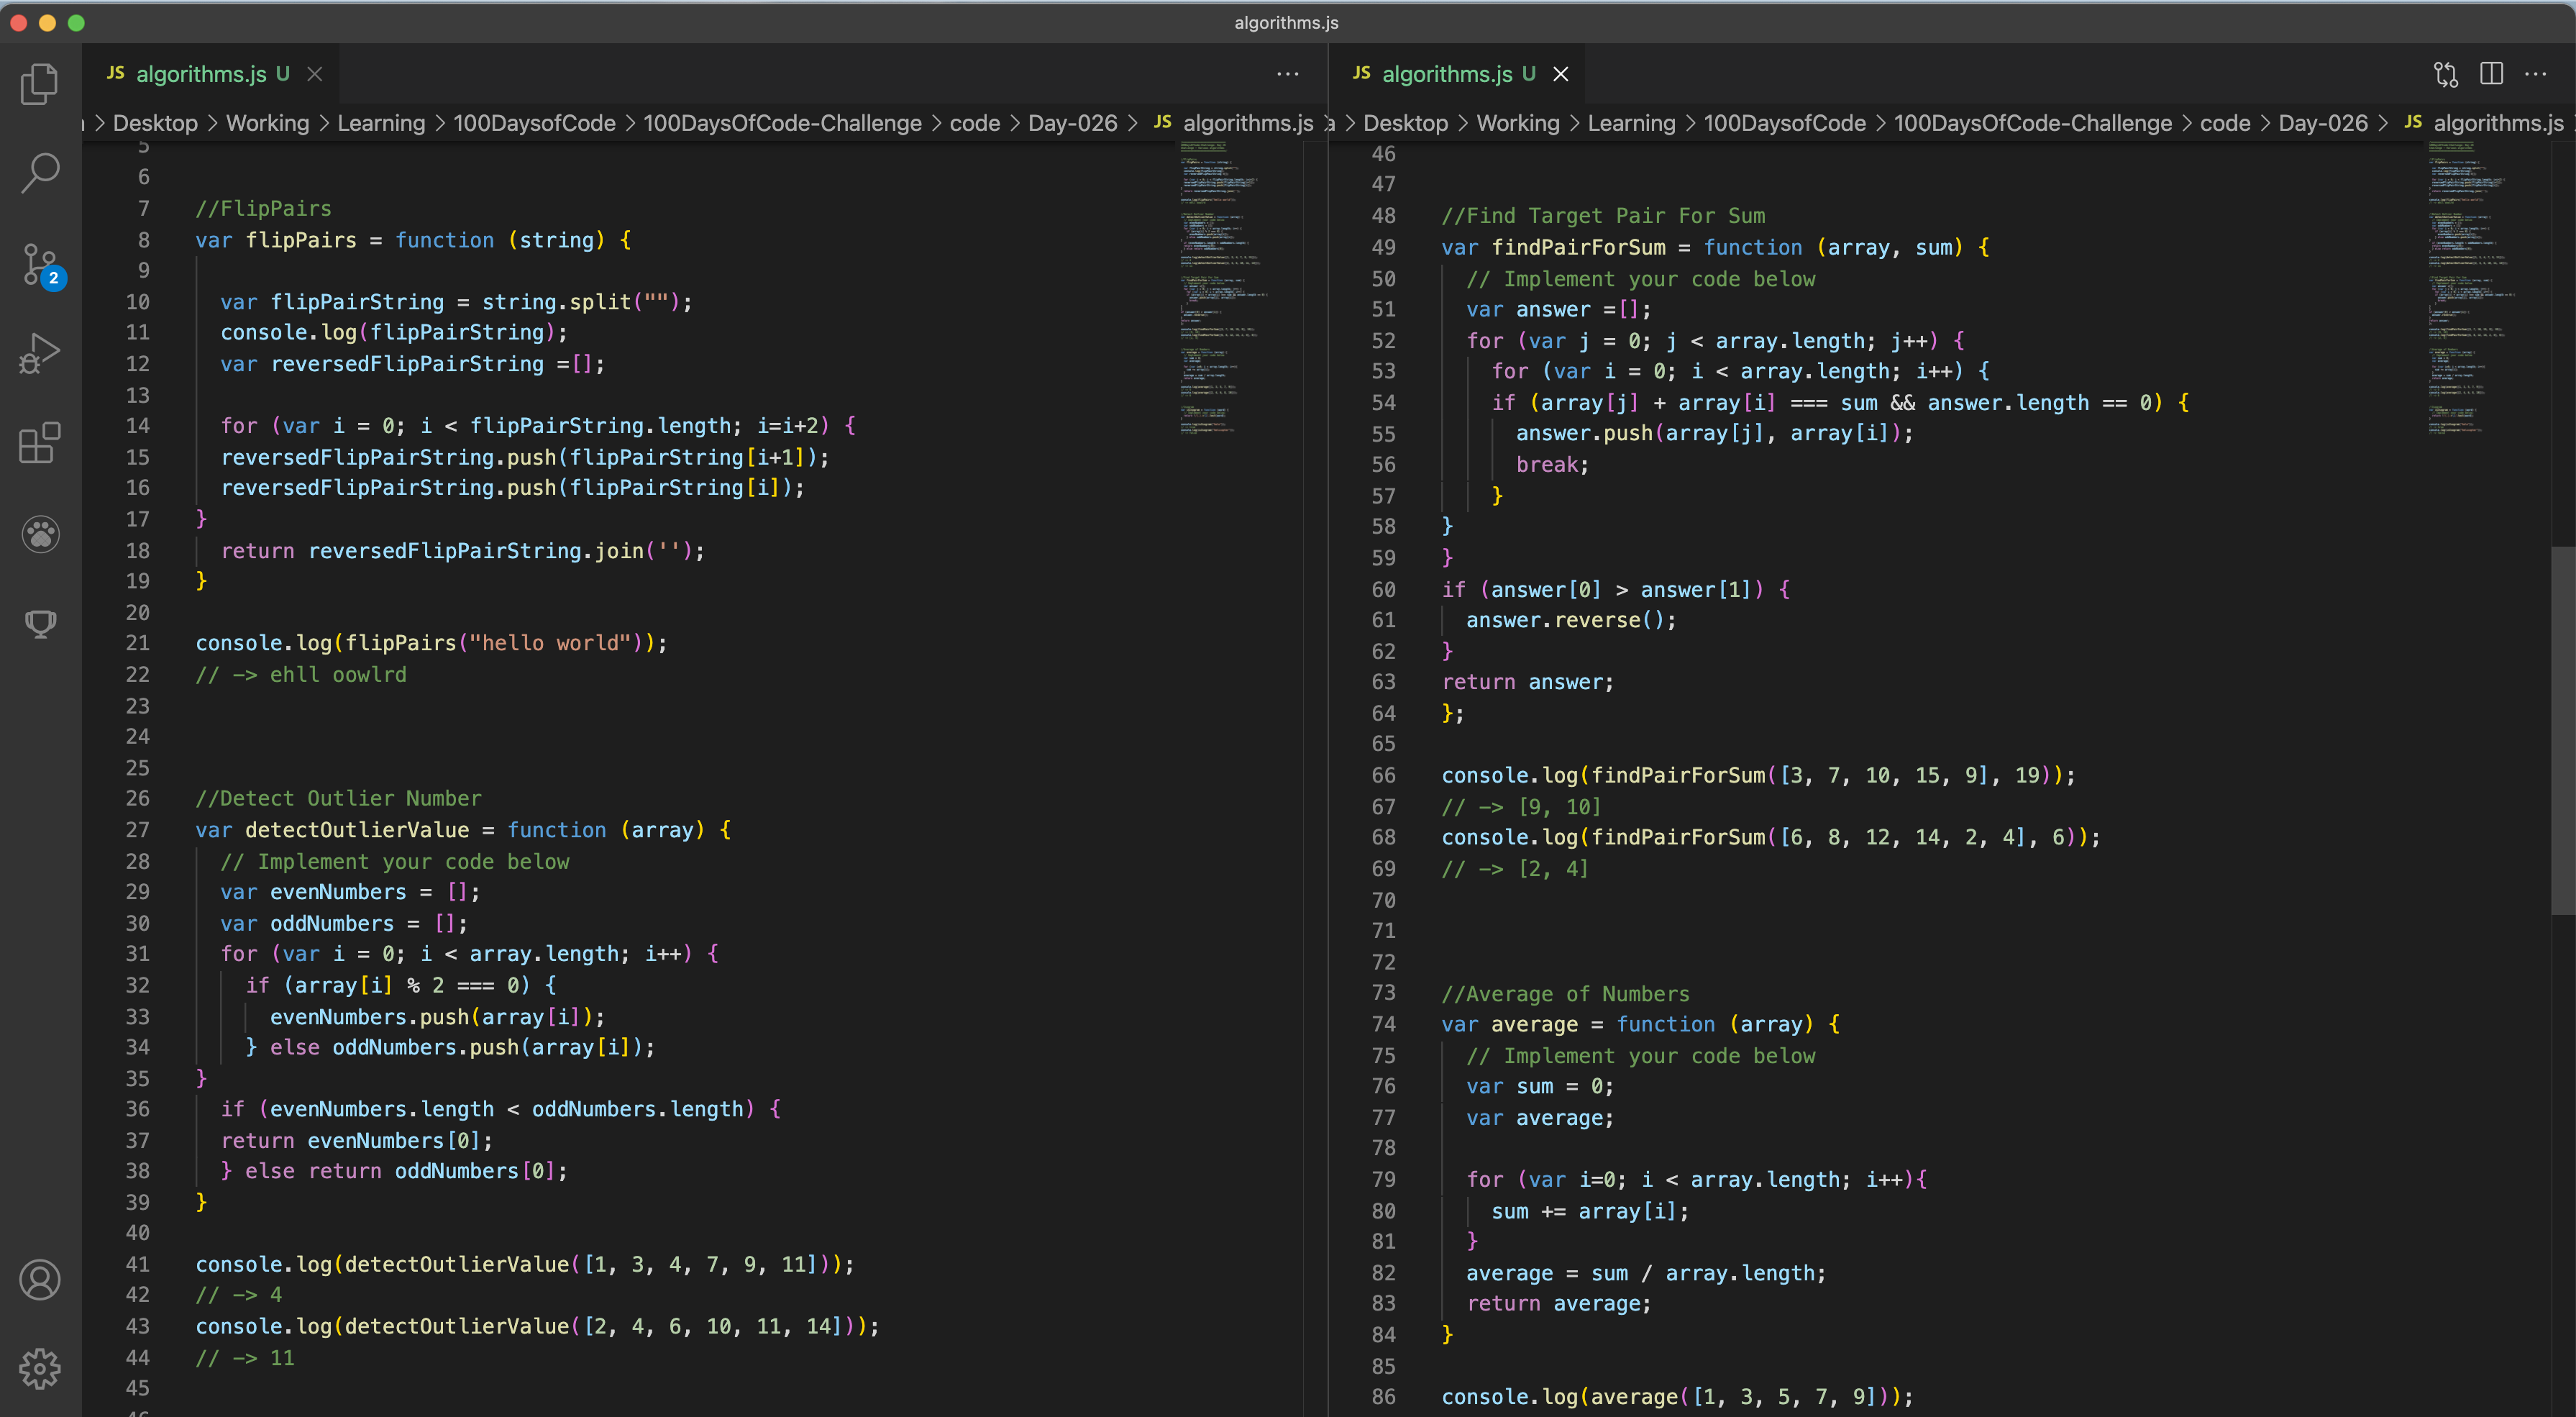 algorithms.js
JS algorithms.js U
JS algorithms.js U
Desktop > Working > Learning > 100DaysofCode > 100DaysOfCode-Challenge > code > Day-026 > JS algorithms.js
Desktop > Working > Learning > 100DaysofCode > 100DaysOfCode-Challenge > code > Day-026 > JS algorithms.js
2
5
6
7 //FlipPairs
8 var flipPairs = function (string) {
9
10 var flipPairString = string.split("");
11 console.log(flipPairString);
12 var reversedFlipPairString =[];
13
14 for (var i = 0; i < flipPairString.length; i=i+2) {
15 reversedFlipPairString.push(flipPairString[i+1]);
16 reversedFlipPairString.push(flipPairString[i]);
17 }
18 return reversedFlipPairString.join('');
19 }
20
21 console.log(flipPairs("hello world"));
22 // -> ehll oowlrd
23
24
25
26 //Detect Outlier Number
27 var detectOutlierValue = function (array) {
28 // Implement your code below
29 var evenNumbers = [];
30 var oddNumbers = [];
31 for (var i = 0; i < array.length; i++) {
32 if (array[i] % 2 === 0) {
33 evenNumbers.push(array[i]);
34 } else oddNumbers.push(array[i]);
35 }
36 if (evenNumbers.length < oddNumbers.length) {
37 return evenNumbers[0];
38 } else return oddNumbers[0];
39 }
40
41 console.log(detectOutlierValue([1, 3, 4, 7, 9, 11]));
42 // -> 4
43 console.log(detectOutlierValue([2, 4, 6, 10, 11, 14]));
44 // -> 11
45
46
47
48 //Find Target Pair For Sum
49 var findPairForSum = function (array, sum) {
50 // Implement your code below
51 var answer =[];
52 for (var j = 0; j < array.length; j++) {
53 for (var i = 0; i < array.length; i++) {
54 if (array[j] + array[i] === sum && answer.length == 0) {
55 answer.push(array[j], array[i]);
56 break;
57 }
58 }
59 }
60 if (answer[0] > answer[1]) {
61 answer.reverse();
62 }
63 return answer;
64 };
65
66 console.log(findPairForSum([3, 7, 10, 15, 9], 19));
67 // -> [9, 10]
68 console.log(findPairForSum([6, 8, 12, 14, 2, 4], 6));
69 // -> [2, 4]
70
71
72
73 //Average of Numbers
74 var average = function (array) {
75 // Implement your code below
76 var sum = 0;
77 var average;
78
79 for (var i=0; i < array.length; i++){
80 sum += array[i];
81 }
82 average = sum / array.length;
83 return average;
84 }
85
86 console.log(average([1, 3, 5, 7, 9]));